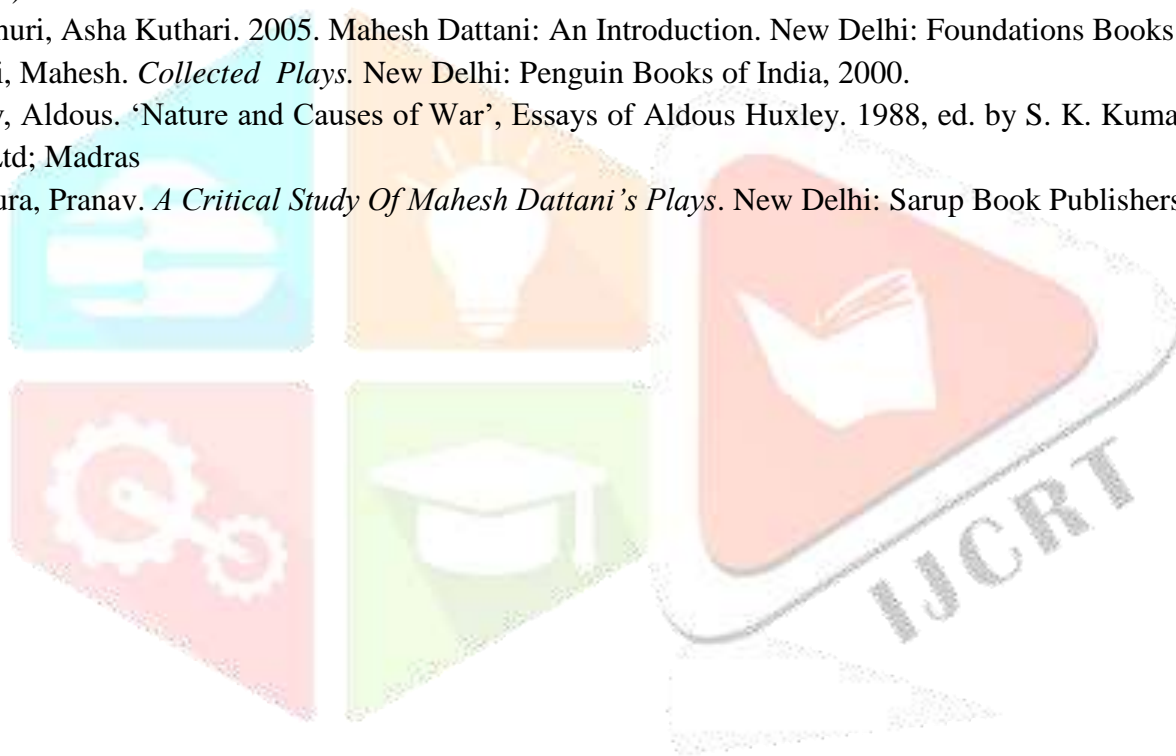 huri, Asha Kuthari. 2005. Mahesh Dattani: An Introduction. New Delhi: Foundations Books
i, Mahesh. Collected Plays. New Delhi: Penguin Books of India, 2000.
y, Aldous. ‘Nature and Causes of War’, Essays of Aldous Huxley. 1988, ed. by S. K. Kuma
Ltd; Madras
ura, Pranav. A Critical Study Of Mahesh Dattani’s Plays. New Delhi: Sarup Book Publishers
IJCRT